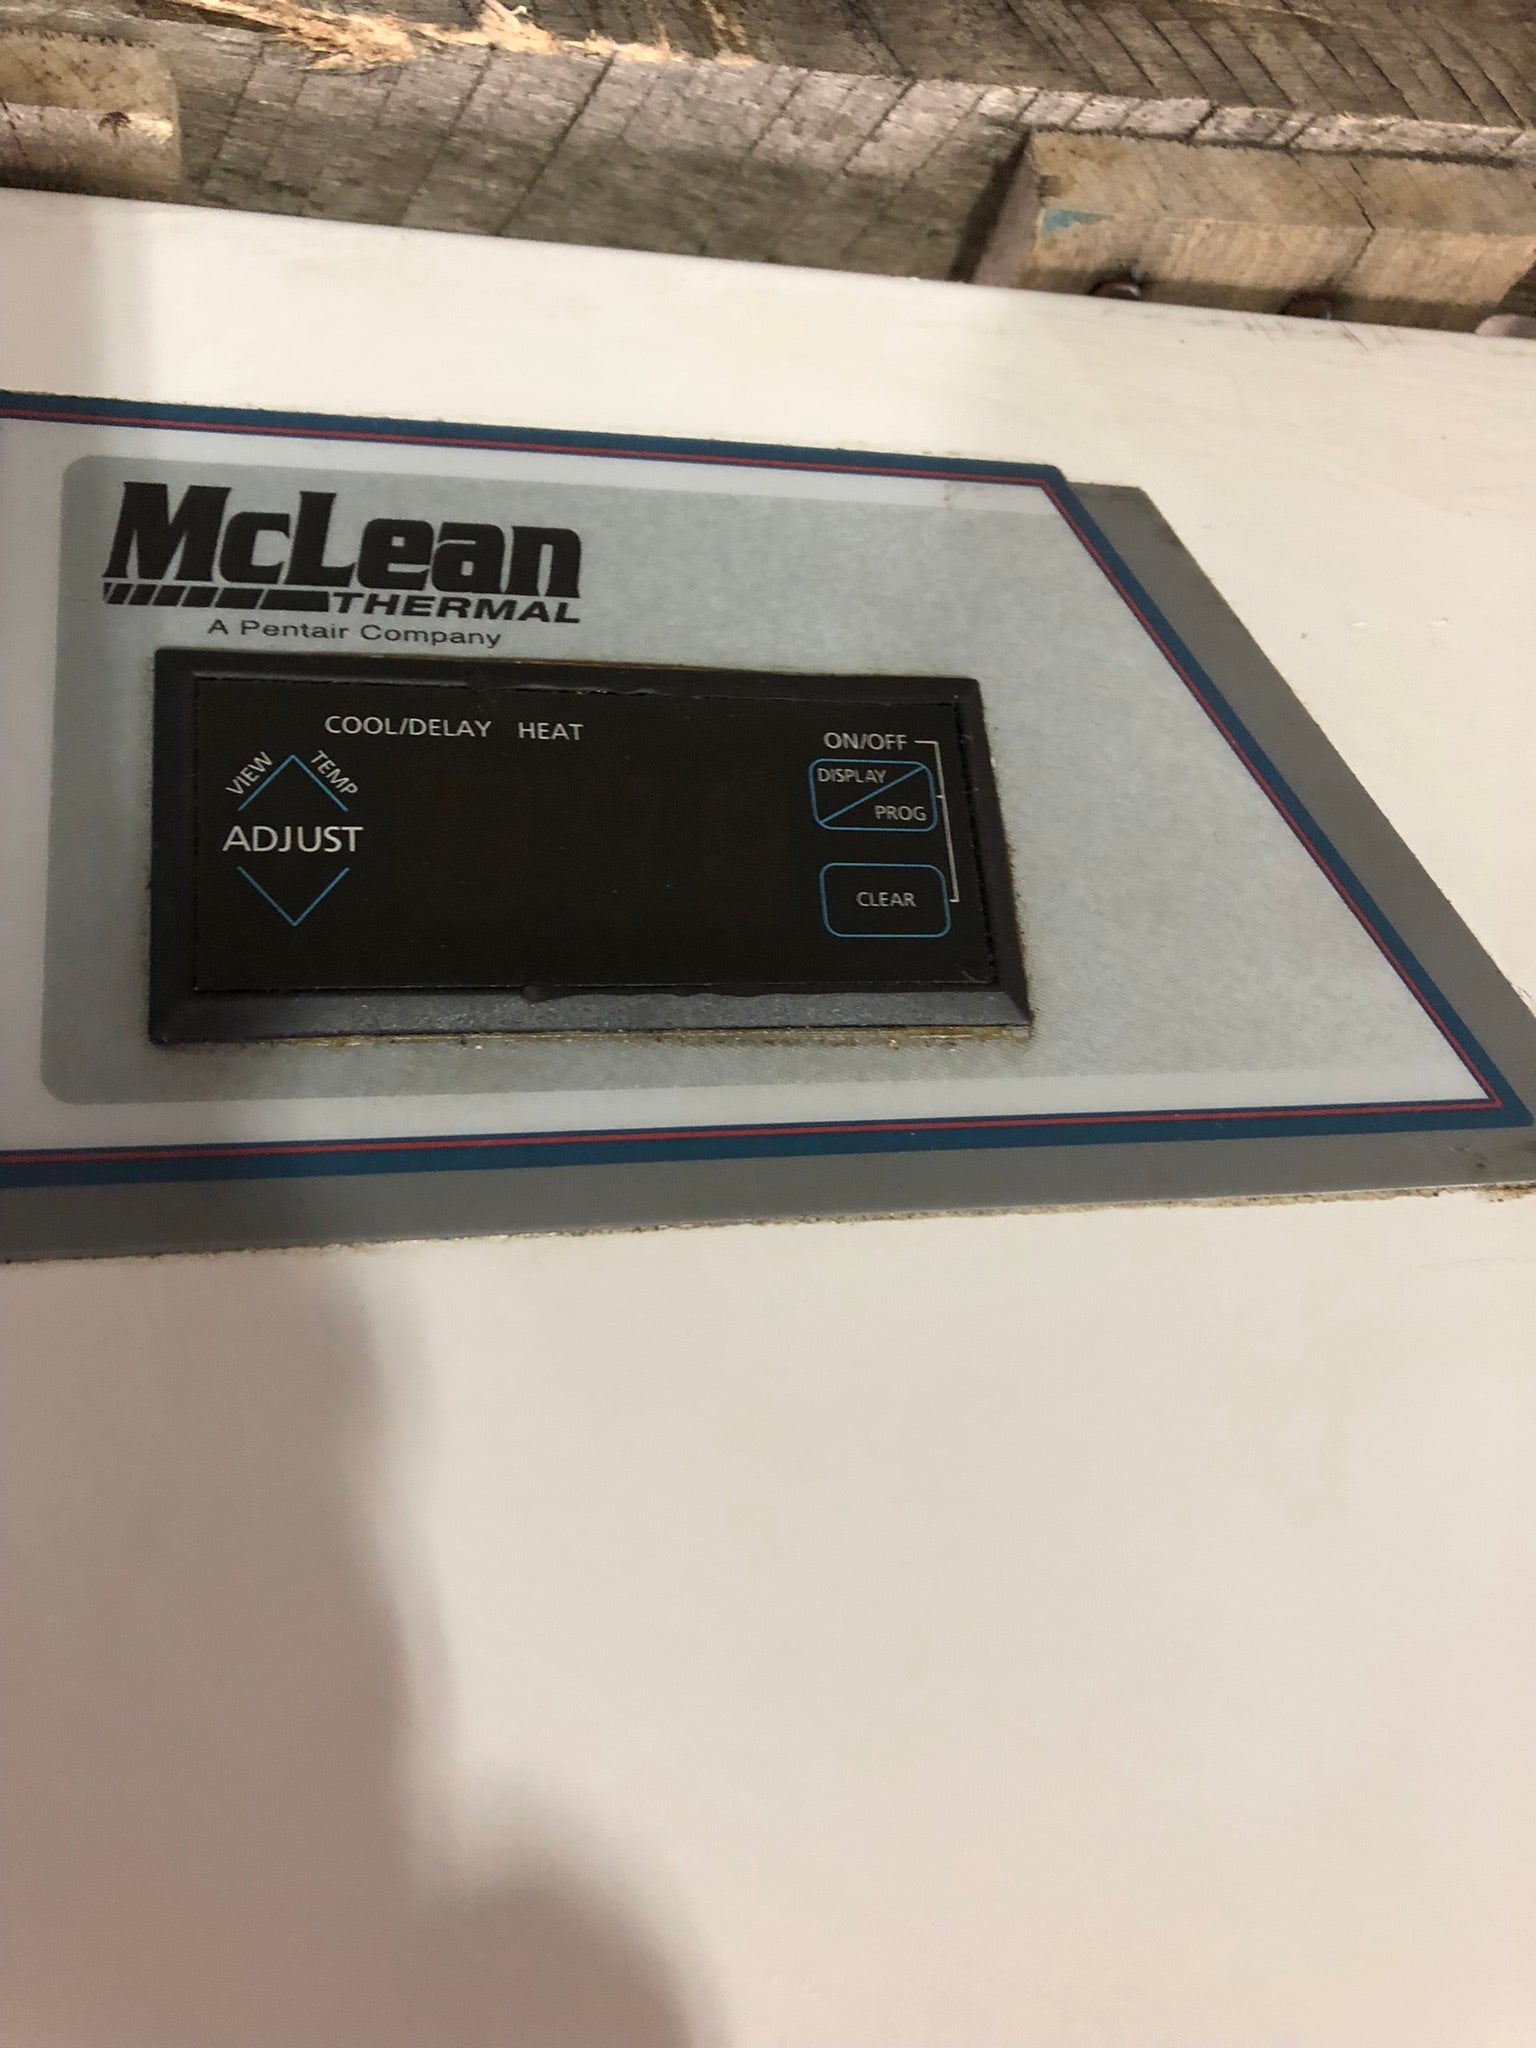 McLean
THERMAL
A Pentair Company
COOL/DELAY HEAT
VIEW TEMP
ADJUST
ON/OFF
DISPLAY
PROG
CLEAR